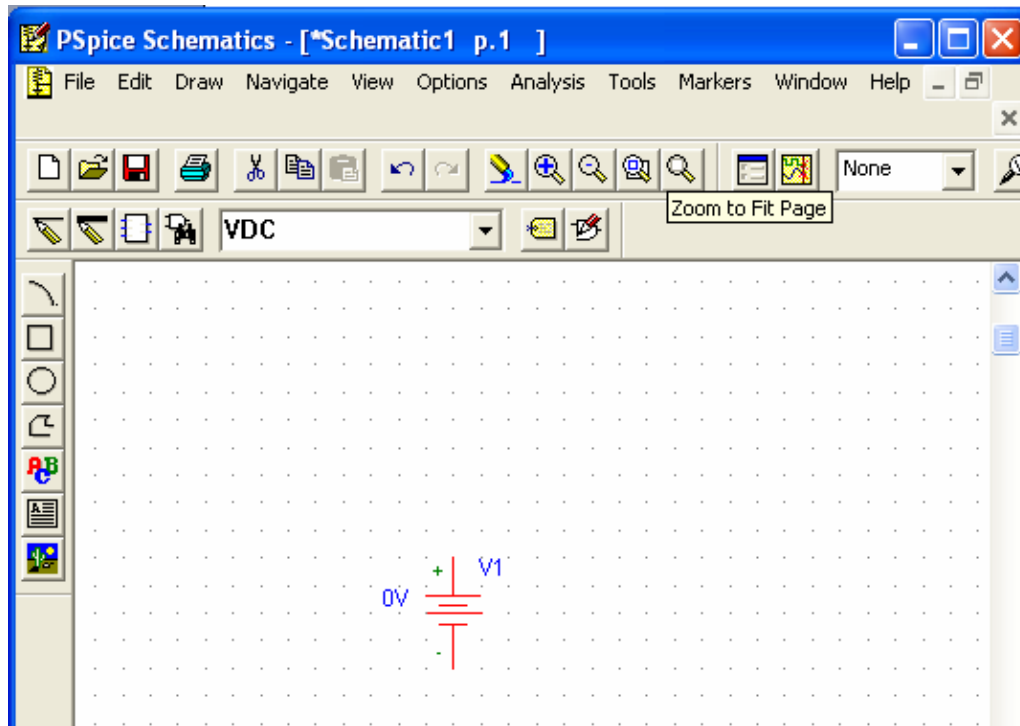 PSpice Schematics - [*Schematic1 p.1 ]
File Edit Draw Navigate View Options Analysis Tools Markers Window Help
None
Zoom to Fit Page
VDC
ABC
A
+ V1
0V
-